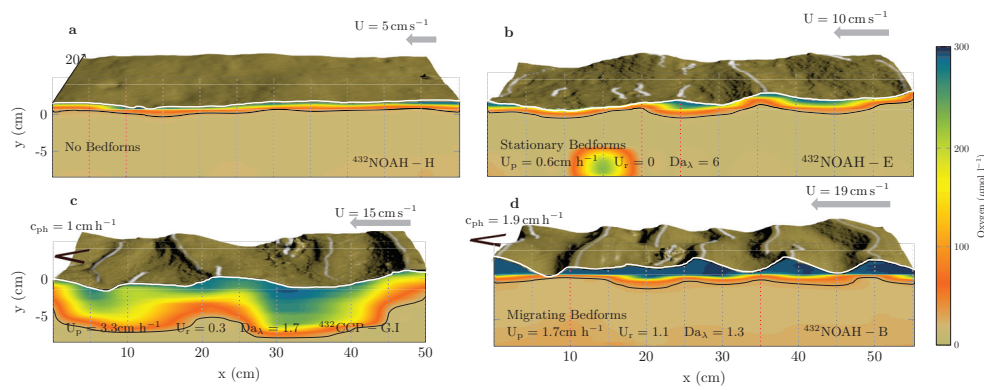 a
U = 5 cm s⁻¹
20
0
-5
y (cm)
No Bedforms
⁴³²NOAH – H
b
U = 10 cm s⁻¹
Stationary Bedforms
Uₚ = 0.6cm h⁻¹ Uᵣ = 0 Da_λ = 6 ⁴³²NOAH – E
c
c_ph = 1 cm h⁻¹
U = 15 cm s⁻¹
0
-5
y (cm)
Uₚ = 3.3cm h⁻¹ Uᵣ = 0.3 Da_λ = 1.7 ⁴³²CCP – G.I
10 20 30 40 50
x (cm)
d
c_ph = 1.9 cm h⁻¹
U = 19 cm s⁻¹
Migrating Bedforms
Uₚ = 1.7cm h⁻¹ Uᵣ = 1.1 Da_λ = 1.3 ⁴³²NOAH – B
10 20 30 40 50
x (cm)
300
200
100
0
Oxygen (μmol l⁻¹)